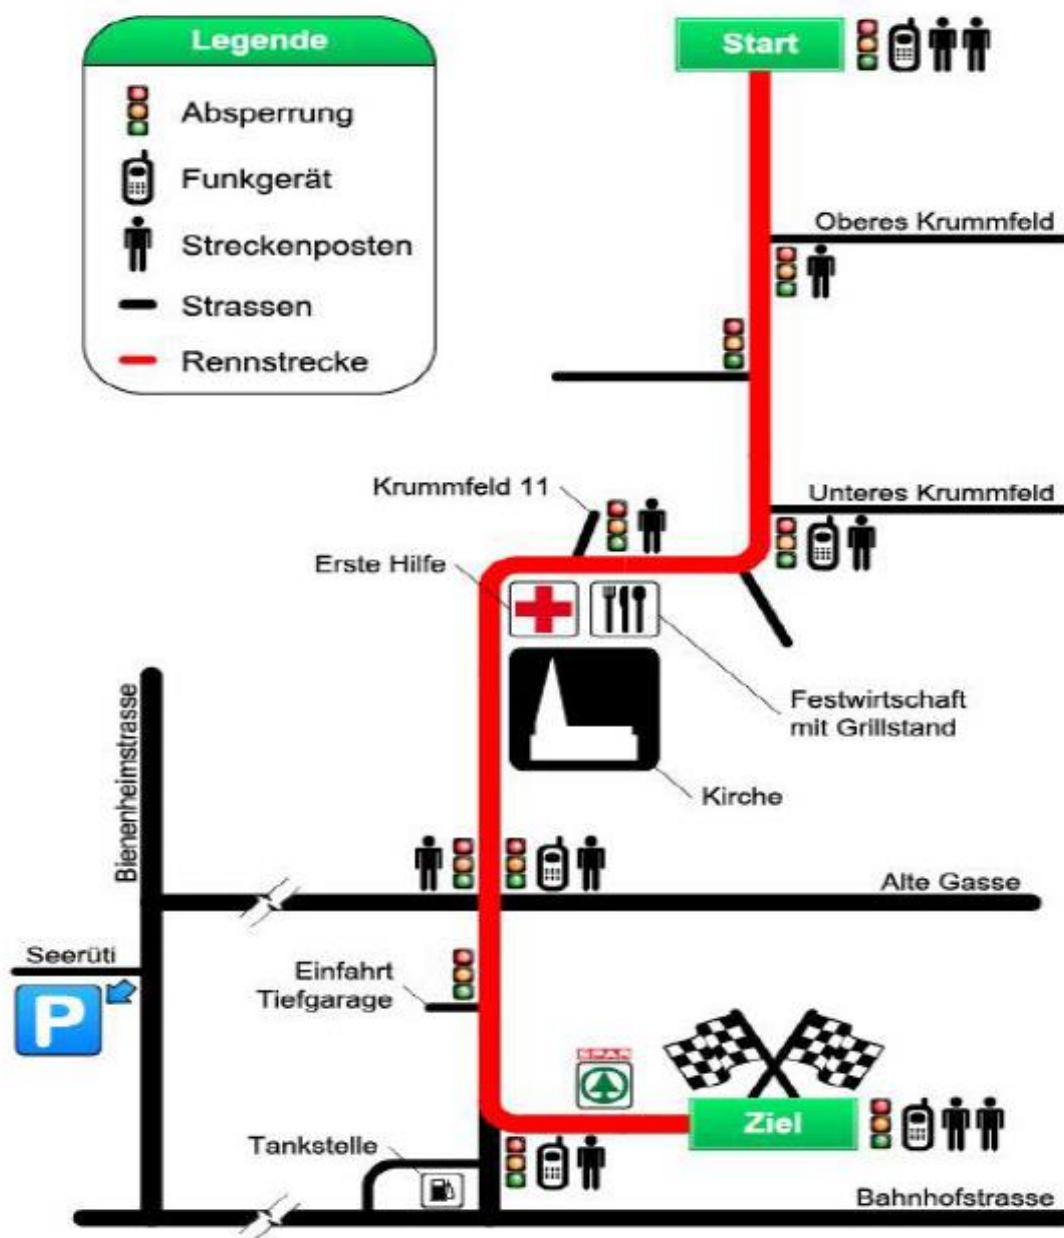 Legende
Absperrung
Funkgerät
Streckenposten
Strassen
Rennstrecke
Start
Oberes Krummfeld
Krummfeld 11
Unteres Krummfeld
Erste Hilfe
Festwirtschaft
mit Grillstand
Kirche
Bienenheimstrasse
Alte Gasse
Seerüti
P
Einfahrt
Tiefgarage
SPAR
Ziel
Tankstelle
Bahnhofstrasse